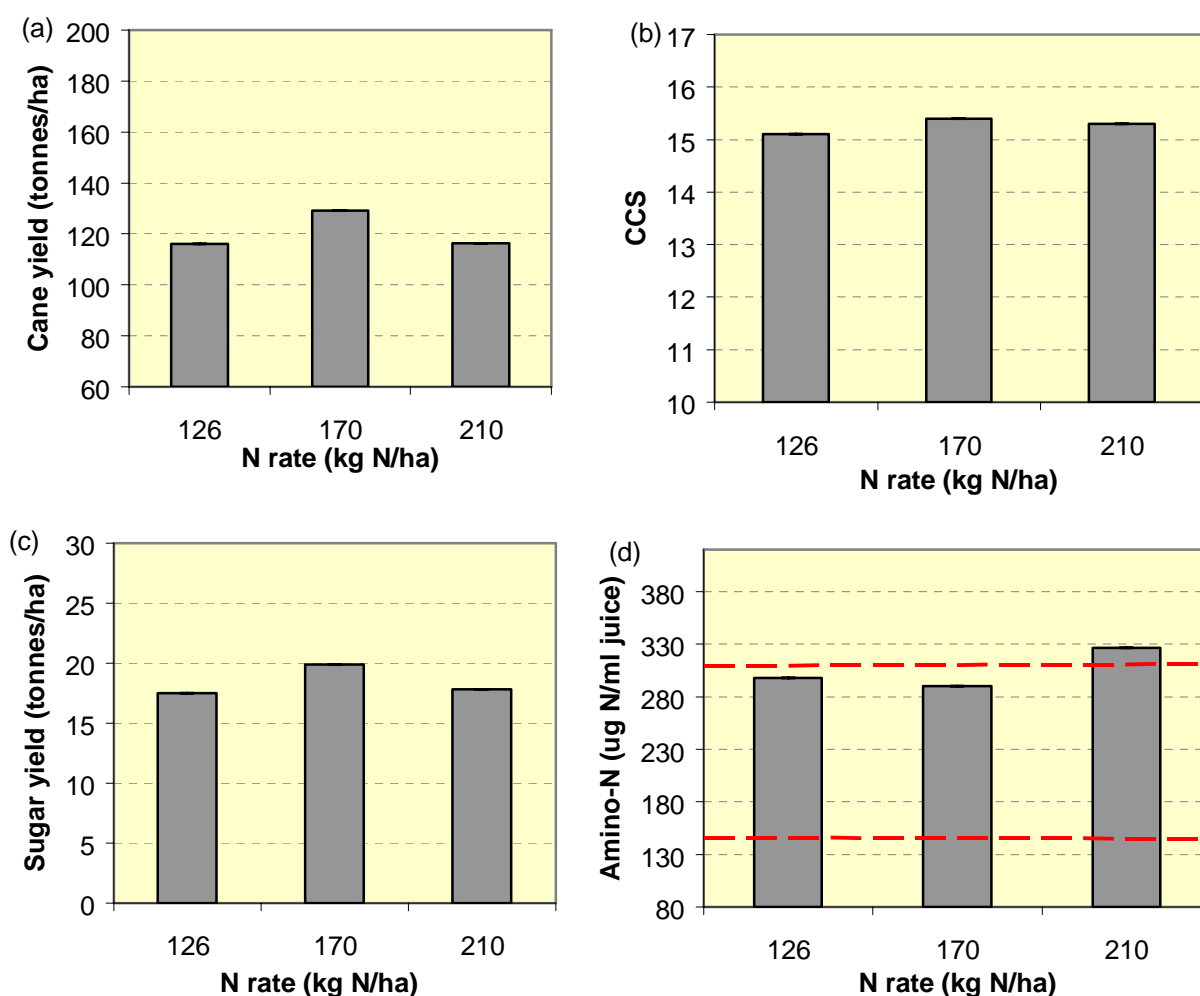 (a)
Cane yield (tonnes/ha)
200
180
160
140
120
100
80
60
126 170 210
N rate (kg N/ha)
(b)
CCS
17
16
15
14
13
12
11
10
126 170 210
N rate (kg N/ha)
(c)
Sugar yield (tonnes/ha)
30
25
20
15
10
5
0
126 170 210
N rate (kg N/ha)
(d)
Amino-N (ug N/ml juice)
380
330
280
230
180
130
80
126 170 210
N rate (kg N/ha)